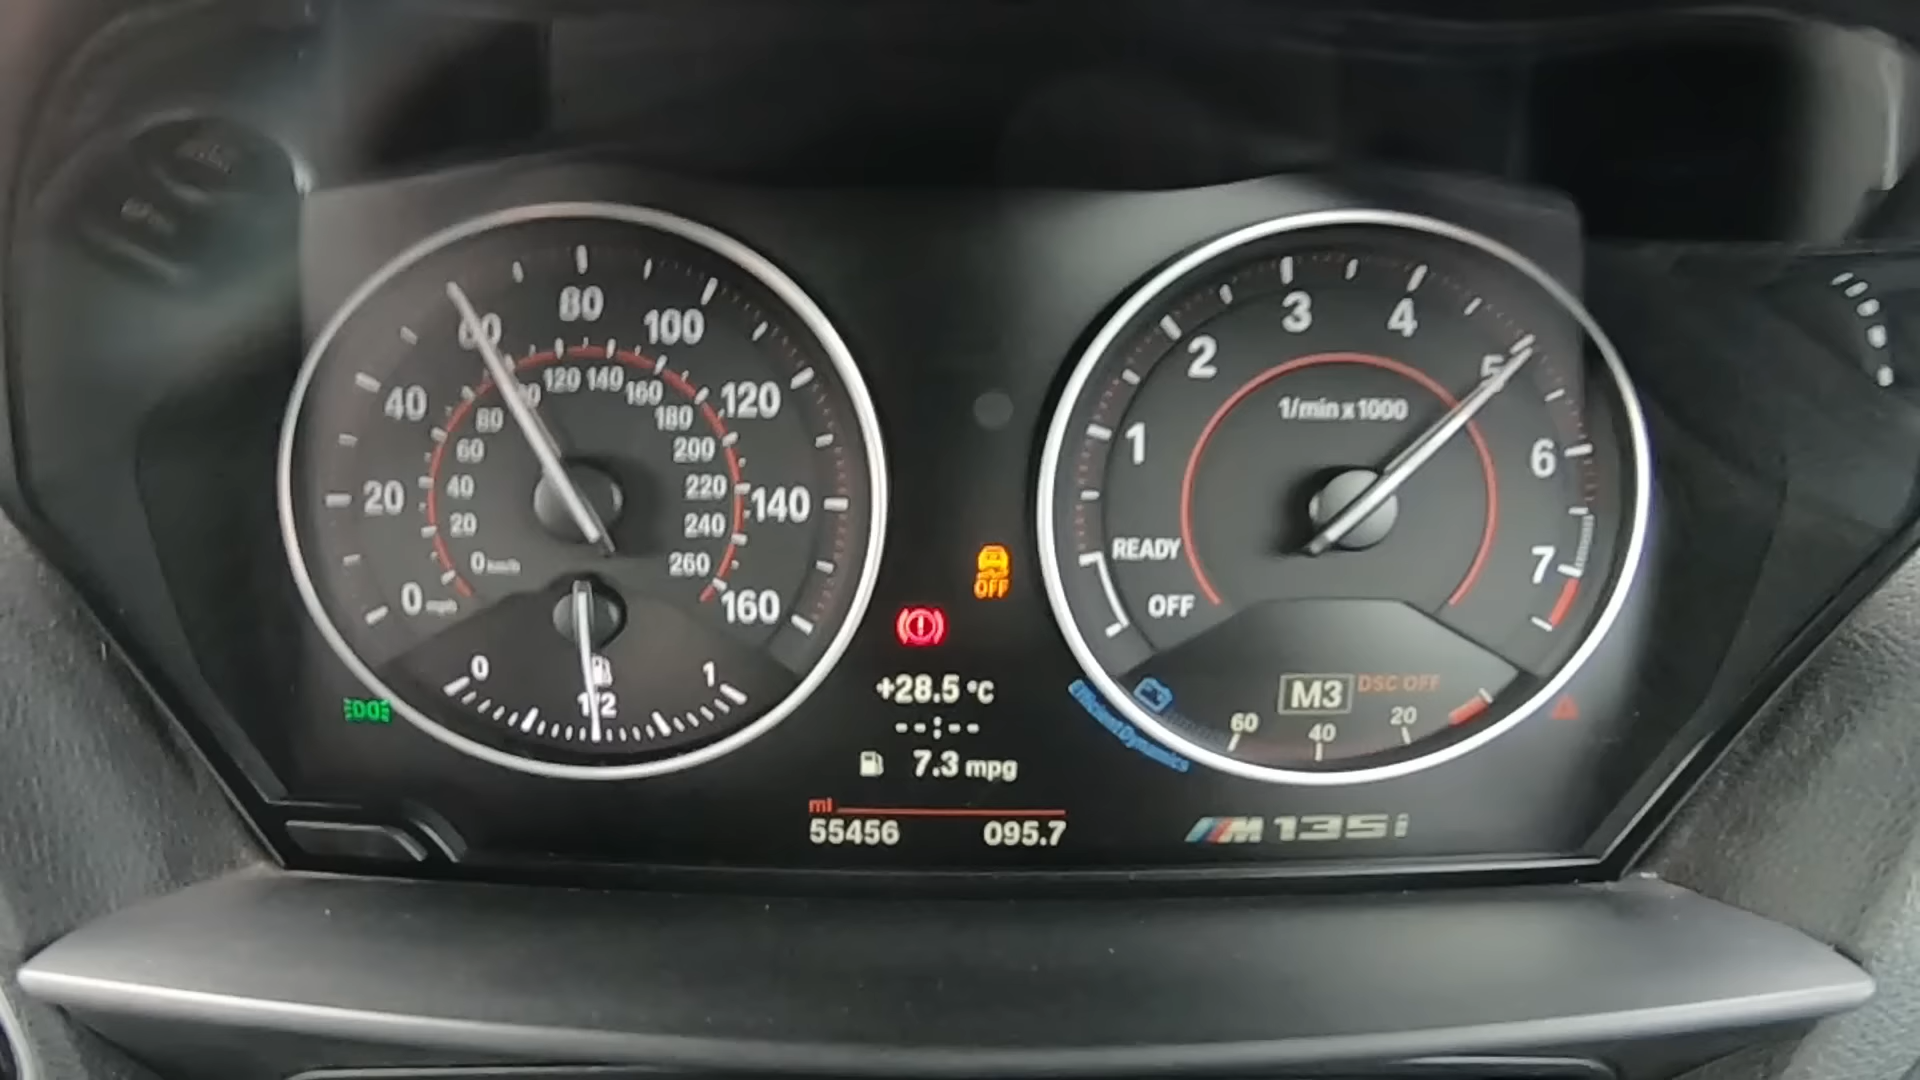 80
60
100
40
120
20
140
0 mph
160
120 140
160
80
180
60
200
40
220
20
240
0 km/h
260
0
1/2
1
3
4
2
5
1/min x 1000
1
6
READY
7
OFF
OFF
M3 DSC OFF
60
40
20
EfficientDynamics
+28.5 °C
--:--
7.3 mpg
ml
55456 095.7
M135i